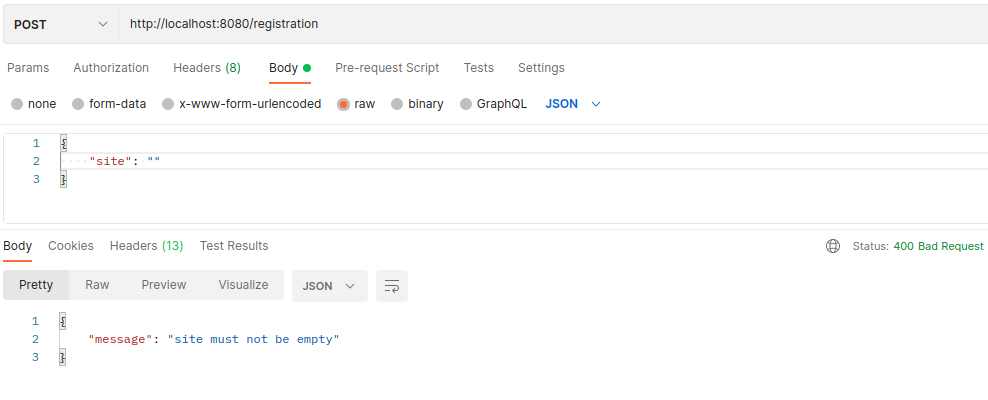 POST http://localhost:8080/registration
Params Authorization Headers (8) Body Pre-request Script Tests Settings
none form-data x-www-form-urlencoded raw binary GraphQL JSON
1 {
2 "site": ""
3 }
Body Cookies Headers (13) Test Results Status: 400 Bad Request
Pretty Raw Preview Visualize JSON
1 {
2 "message": "site must not be empty"
3 }